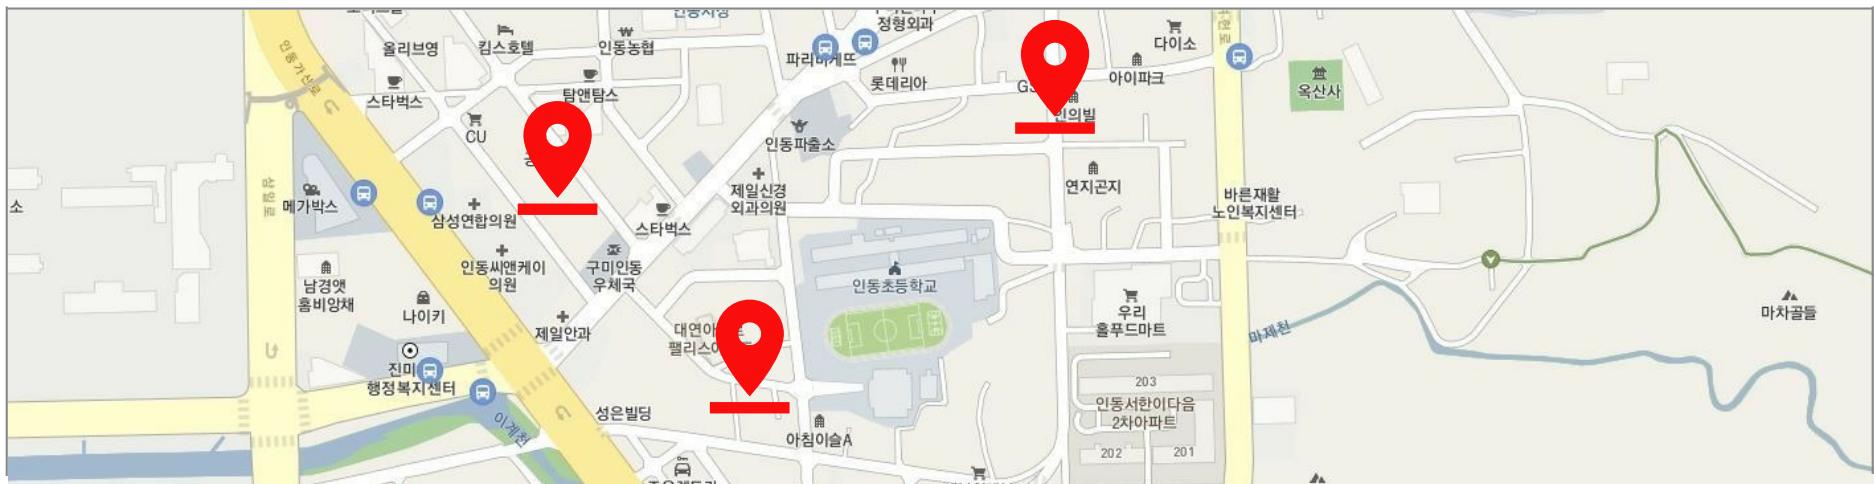 정형외과
올리브영
킴스호텔
인동농협
파리바게뜨
다이소
인동가산로
스타벅스
탐앤탐스
롯데리아
아이파크
옥산사
CU
인동파출소
인의빌
삼일로
메가박스
삼성연합의원
제일신경
외과의원
연지곤지
바른재활
노인복지센터
소
스타벅스
인동씨앤케이
의원
구미인동
우체국
인동초등학교
남경앳
홈비앙채
나이키
제일안과
우리
홀푸드마트
마제천
마차골들
행정복지센터
203
인동서한이다음
2차아파트
202
201
이계천
성은빌딩
아침이슬A